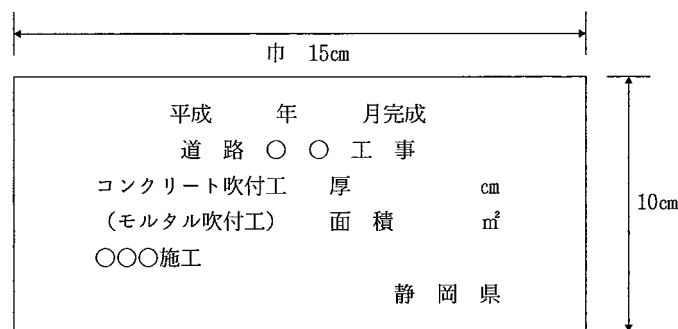 巾 15㎝
平成 年 月完成
道 路 ○ ○ 工 事
コンクリート吹付工 厚 ㎝
（モルタル吹付工） 面 積 ㎡
○○○施工
静 岡 県
10㎝